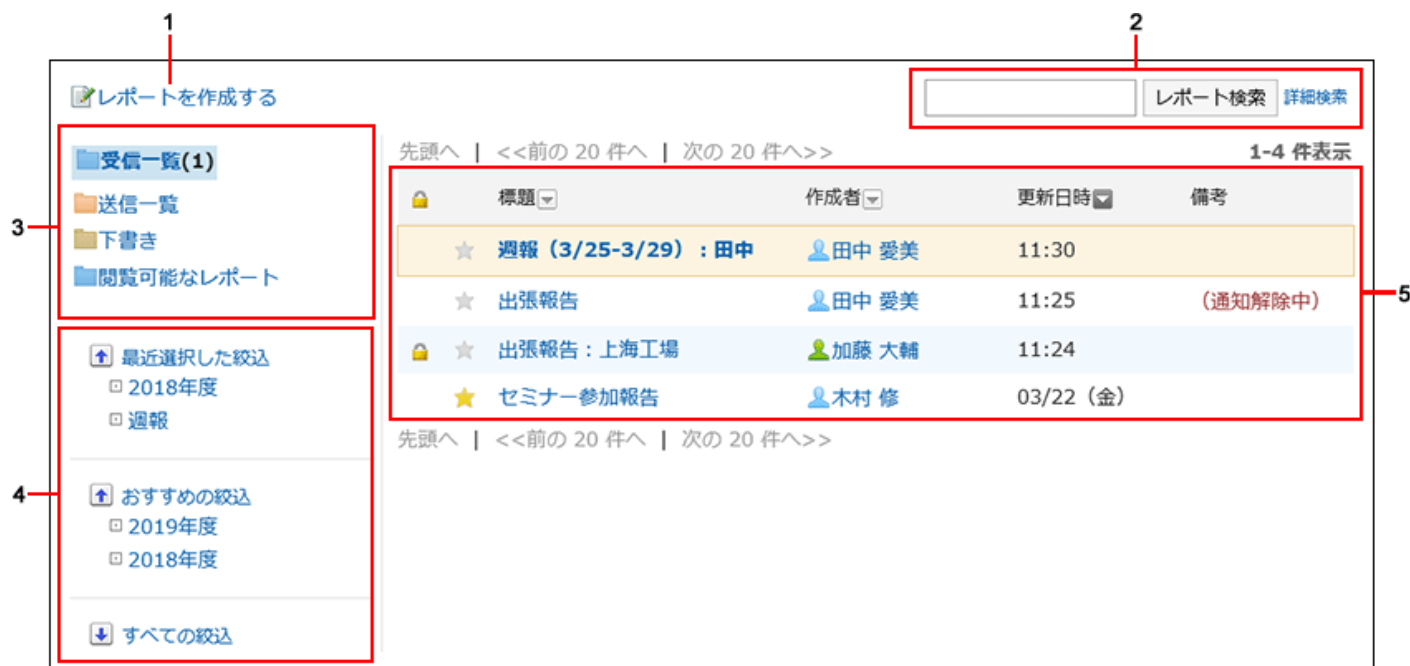 1
2
レポートを作成する
レポート検索 詳細検索
3
受信一覧(1)
送信一覧
下書き
閲覧可能なレポート
4
最近選択した絞込
2018年度
週報
おすすめの絞込
2019年度
2018年度
すべての絞込
先頭へ | <<前の 20 件へ | 次の 20 件へ>> 1-4 件表示
標題 作成者 更新日時 備考
週報（3/25-3/29）：田中 田中 愛美 11:30
出張報告 田中 愛美 11:25 （通知解除中）
出張報告：上海工場 加藤 大輔 11:24
セミナー参加報告 木村 修 03/22（金）
5
先頭へ | <<前の 20 件へ | 次の 20 件へ>>